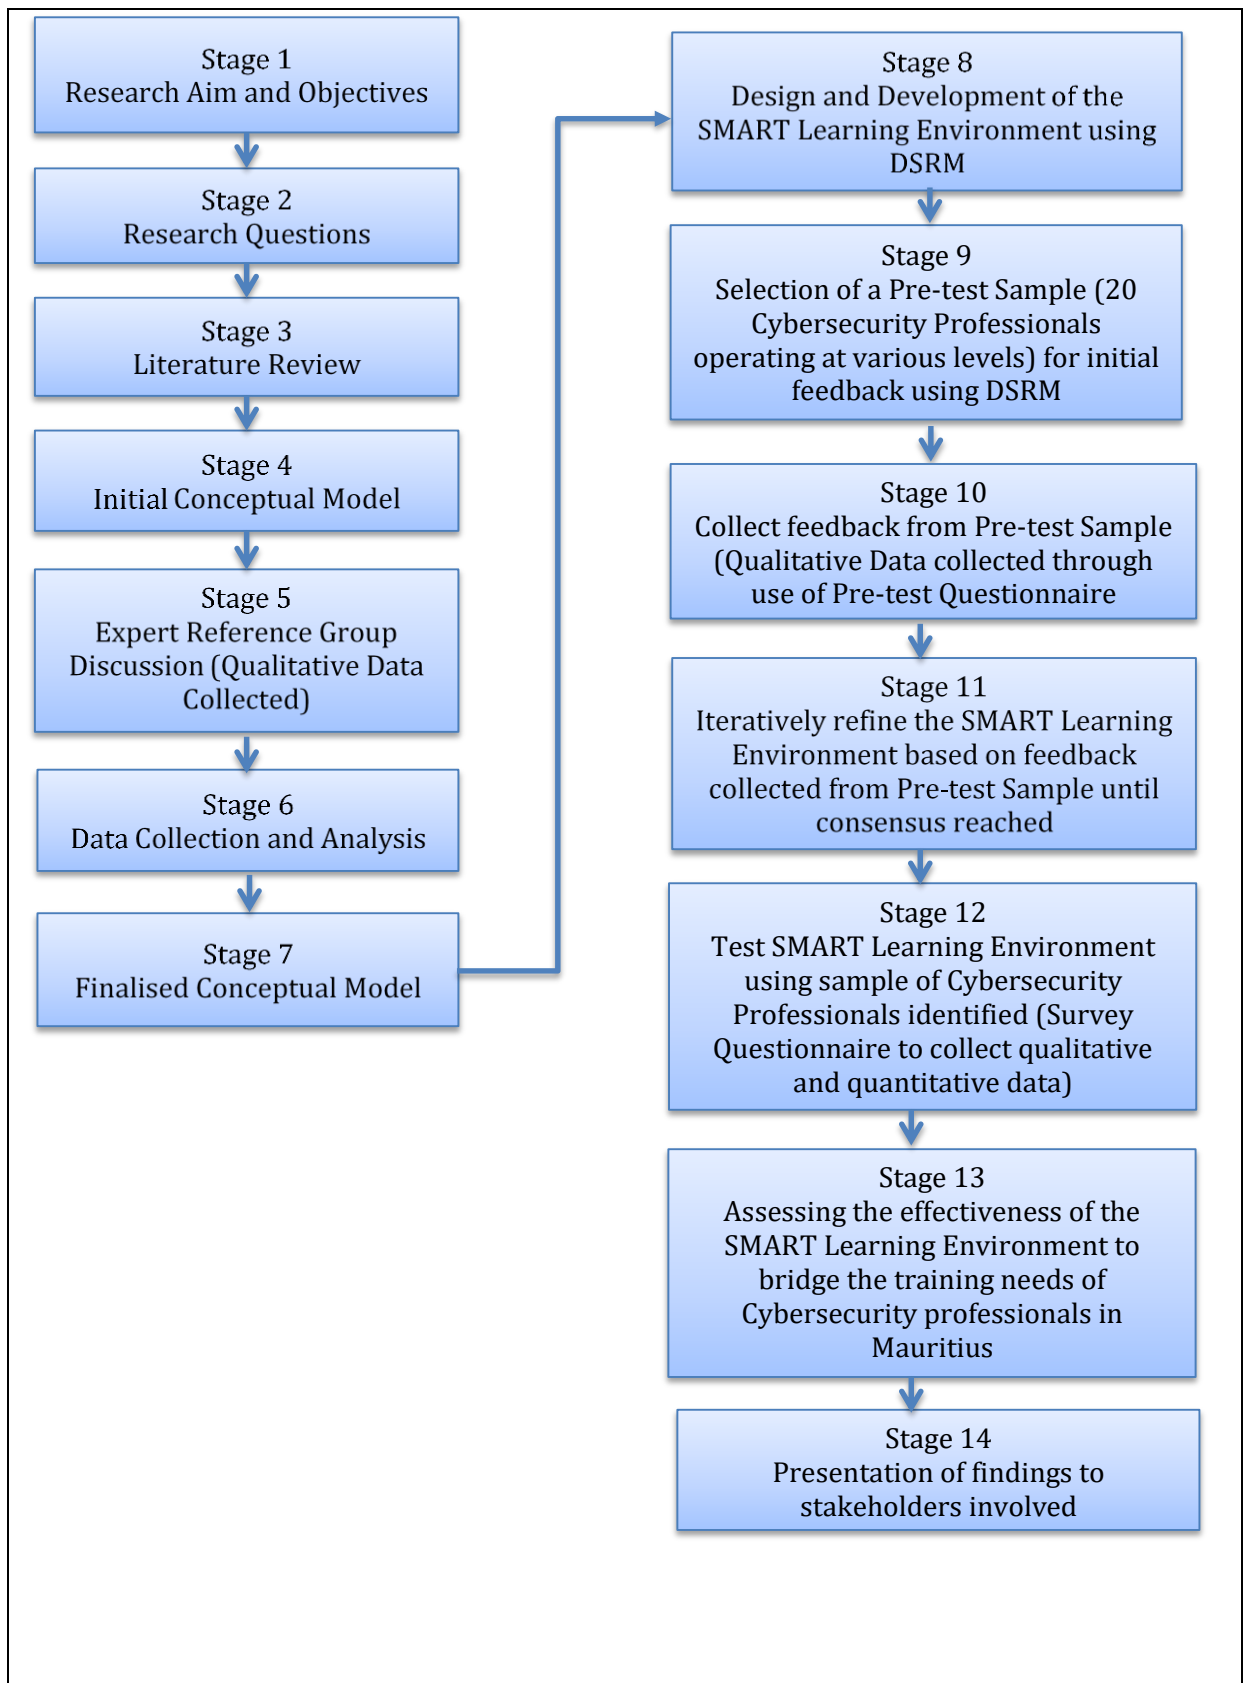 Stage 1
Research Aim and Objectives
Stage 2
Research Questions
Stage 3
Literature Review
Stage 4
Initial Conceptual Model
Stage 5
Expert Reference Group
Discussion (Qualitative Data
Collected)
Stage 6
Data Collection and Analysis
Stage 7
Finalised Conceptual Model
Stage 8
Design and Development of the
SMART Learning Environment using
DSRM
Stage 9
Selection of a Pre-test Sample (20
Cybersecurity Professionals
operating at various levels) for initial
feedback using DSRM
Stage 10
Collect feedback from Pre-test Sample
(Qualitative Data collected through
use of Pre-test Questionnaire
Stage 11
Iteratively refine the SMART Learning
Environment based on feedback
collected from Pre-test Sample until
consensus reached
Stage 12
Test SMART Learning Environment
using sample of Cybersecurity
Professionals identified (Survey
Questionnaire to collect qualitative
and quantitative data)
Stage 13
Assessing the effectiveness of the
SMART Learning Environment to
bridge the training needs of
Cybersecurity professionals in
Mauritius
Stage 14
Presentation of findings to
stakeholders involved